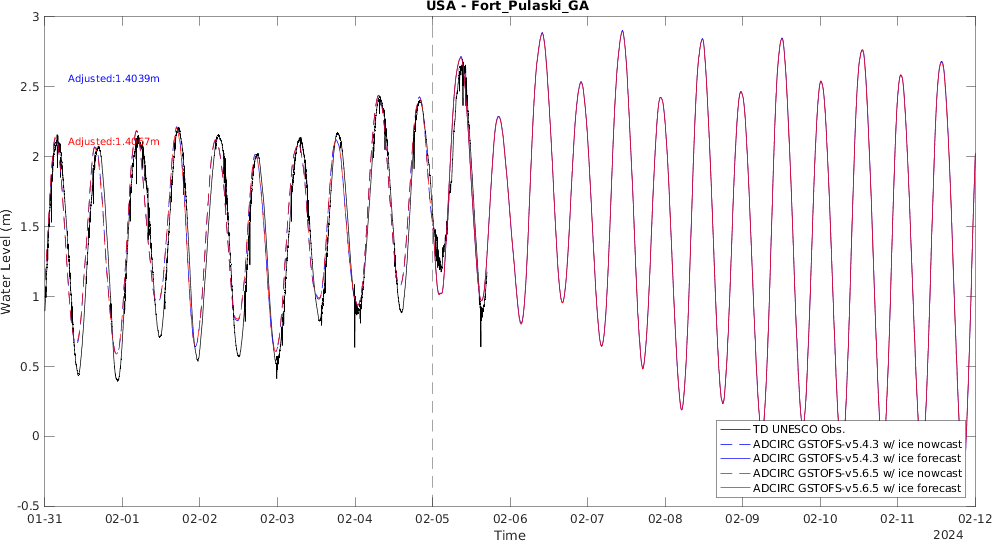 USA - Fort_Pulaski_GA
3
2.5
2
1.5
1
0.5
0
-0.5
Water Level (m)
Adjusted:1.4039m
Adjusted:1.4067m
TD UNESCO Obs.
ADCIRC GSTOFS-v5.4.3 w/ ice nowcast
ADCIRC GSTOFS-v5.4.3 w/ ice forecast
ADCIRC GSTOFS-v5.6.5 w/ ice nowcast
ADCIRC GSTOFS-v5.6.5 w/ ice forecast
01-31 02-01 02-02 02-03 02-04 02-05 02-06 02-07 02-08 02-09 02-10 02-11 02-12
Time
2024